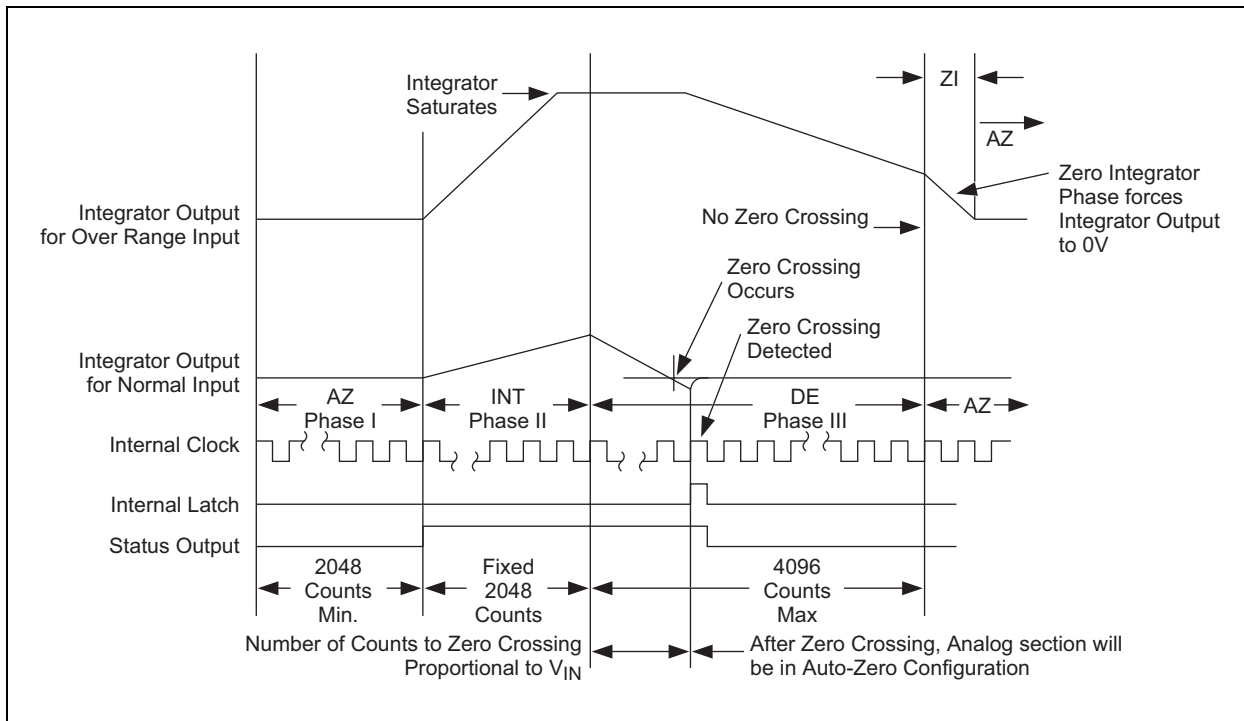 Integrator
Saturates
ZI
AZ
Zero Integrator
Phase forces
Integrator Output
to 0V
Integrator Output
for Over Range Input
No Zero Crossing
Zero Crossing
Occurs
Zero Crossing
Detected
Integrator Output
for Normal Input
AZ
Phase I
INT
Phase II
DE
Phase III
AZ
Internal Clock
Internal Latch
Status Output
2048
Counts
Min.
Fixed
2048
Counts
4096
Counts
Max
Number of Counts to Zero Crossing
Proportional to VIN
After Zero Crossing, Analog section will
be in Auto-Zero Configuration